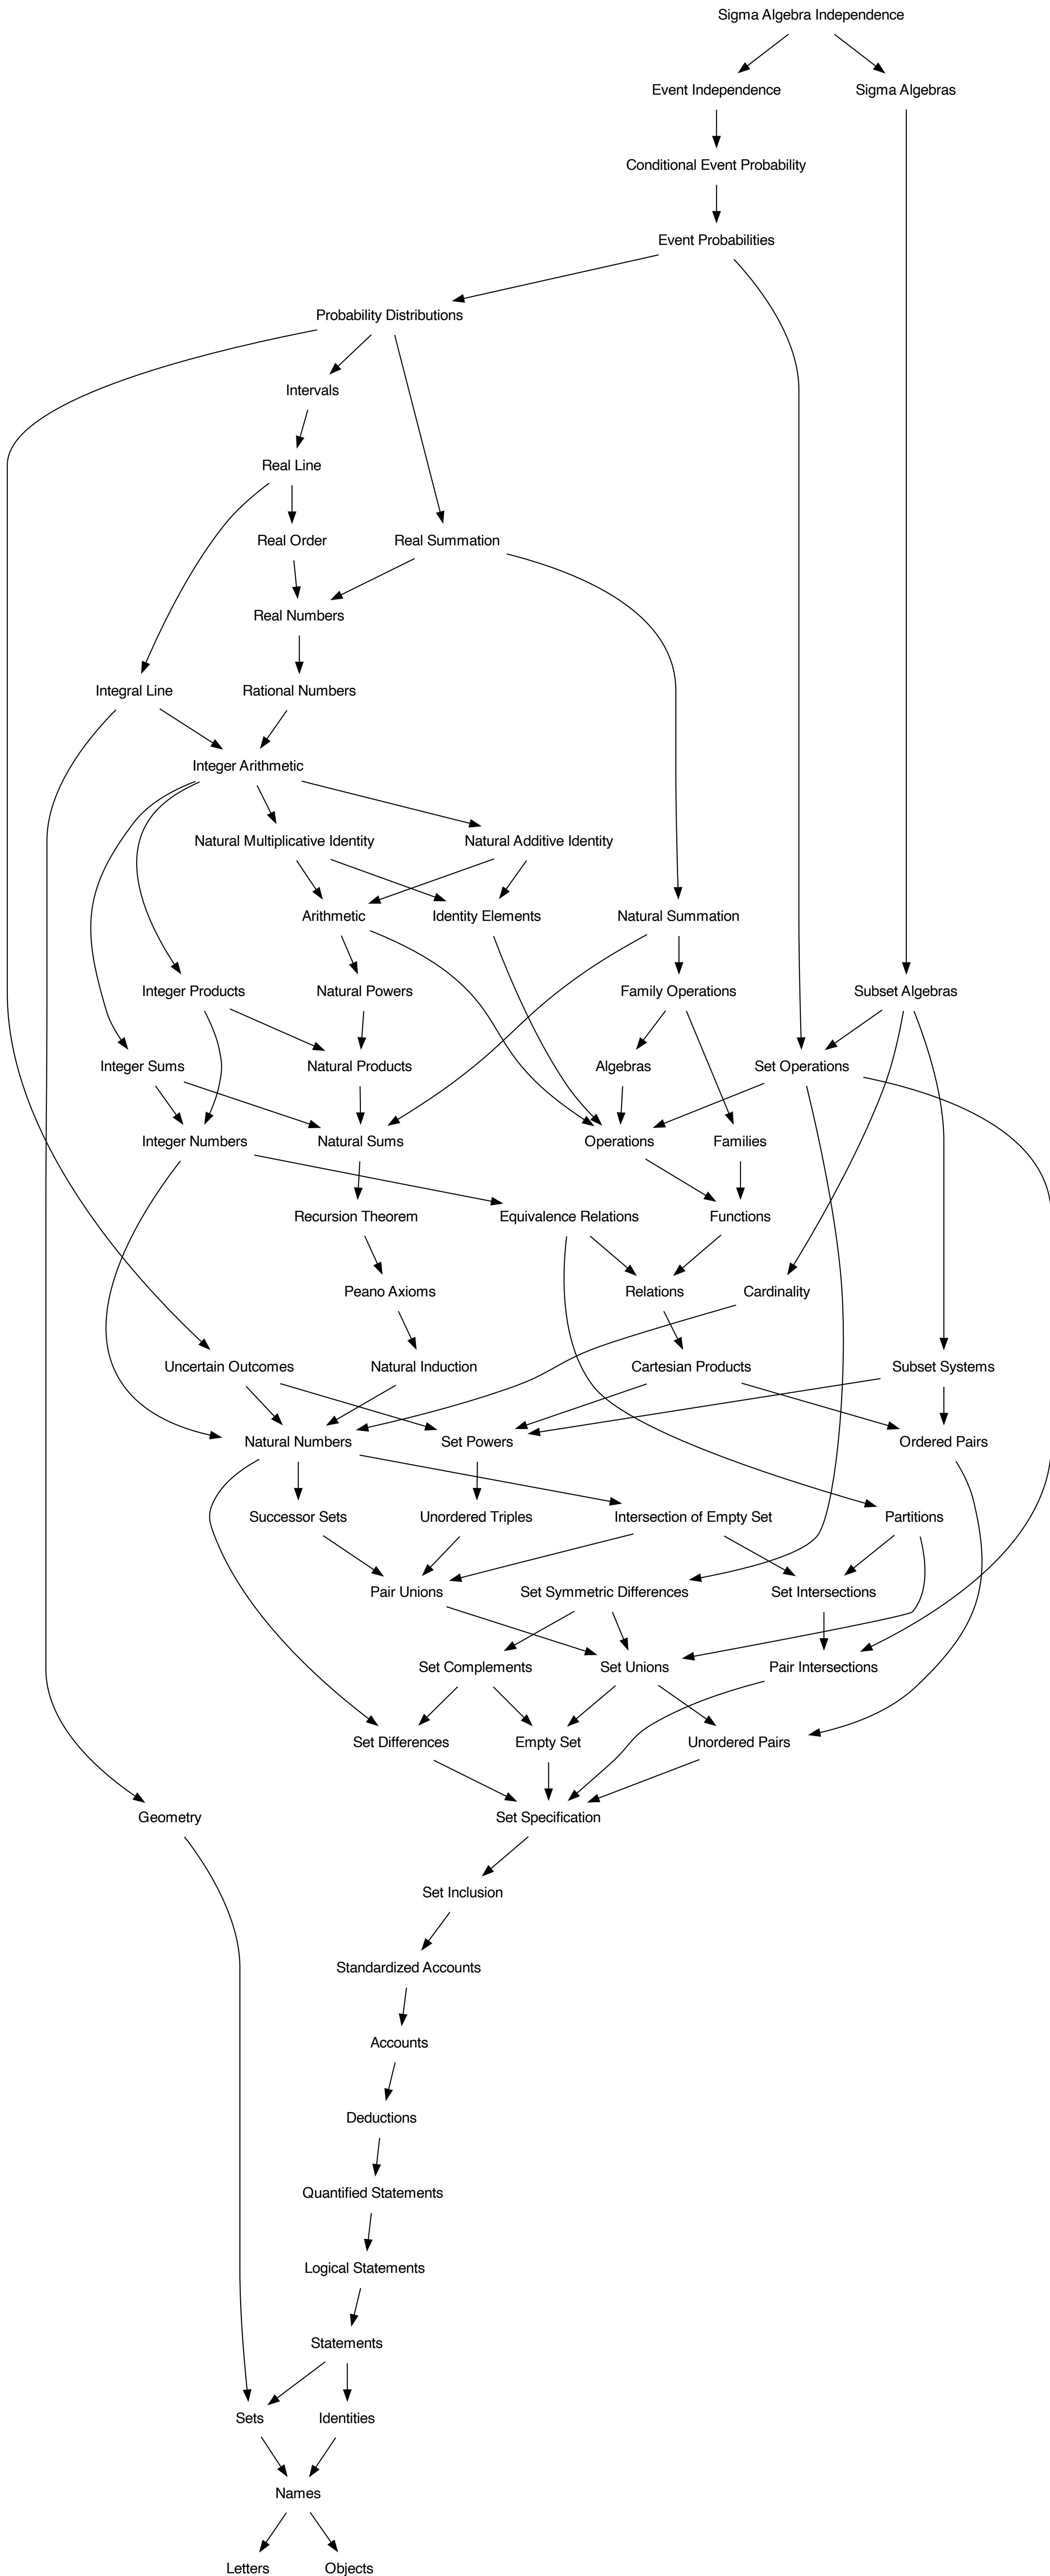 Sigma Algebra Independence
Event Independence
Sigma Algebras
Conditional Event Probability
Event Probabilities
Probability Distributions
Intervals
Real Line
Real Order
Real Summation
Real Numbers
Integral Line
Rational Numbers
Integer Arithmetic
Natural Multiplicative Identity
Natural Additive Identity
Arithmetic
Identity Elements
Natural Summation
Integer Products
Natural Powers
Family Operations
Subset Algebras
Integer Sums
Natural Products
Algebras
Set Operations
Integer Numbers
Natural Sums
Operations
Families
Recursion Theorem
Equivalence Relations
Functions
Peano Axioms
Relations
Cardinality
Uncertain Outcomes
Natural Induction
Cartesian Products
Subset Systems
Natural Numbers
Set Powers
Ordered Pairs
Successor Sets
Unordered Triples
Intersection of Empty Set
Partitions
Pair Unions
Set Symmetric Differences
Set Intersections
Set Complements
Set Unions
Pair Intersections
Set Differences
Empty Set
Unordered Pairs
Geometry
Set Specification
Set Inclusion
Standardized Accounts
Accounts
Deductions
Quantified Statements
Logical Statements
Statements
Sets
Identities
Names
Letters
Objects